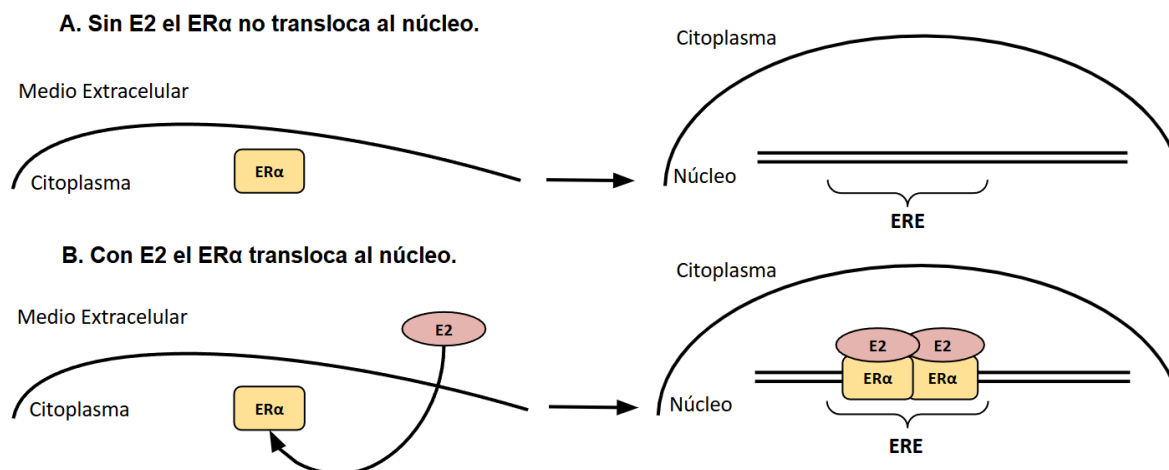 A. Sin E2 el ERα no transloca al núcleo.
Citoplasma
Medio Extracelular
ERα
Citoplasma
Núcleo
ERE
B. Con E2 el ERα transloca al núcleo.
Citoplasma
Medio Extracelular
E2
E2
E2
ERα
ERα
ERα
Citoplasma
Núcleo
ERE